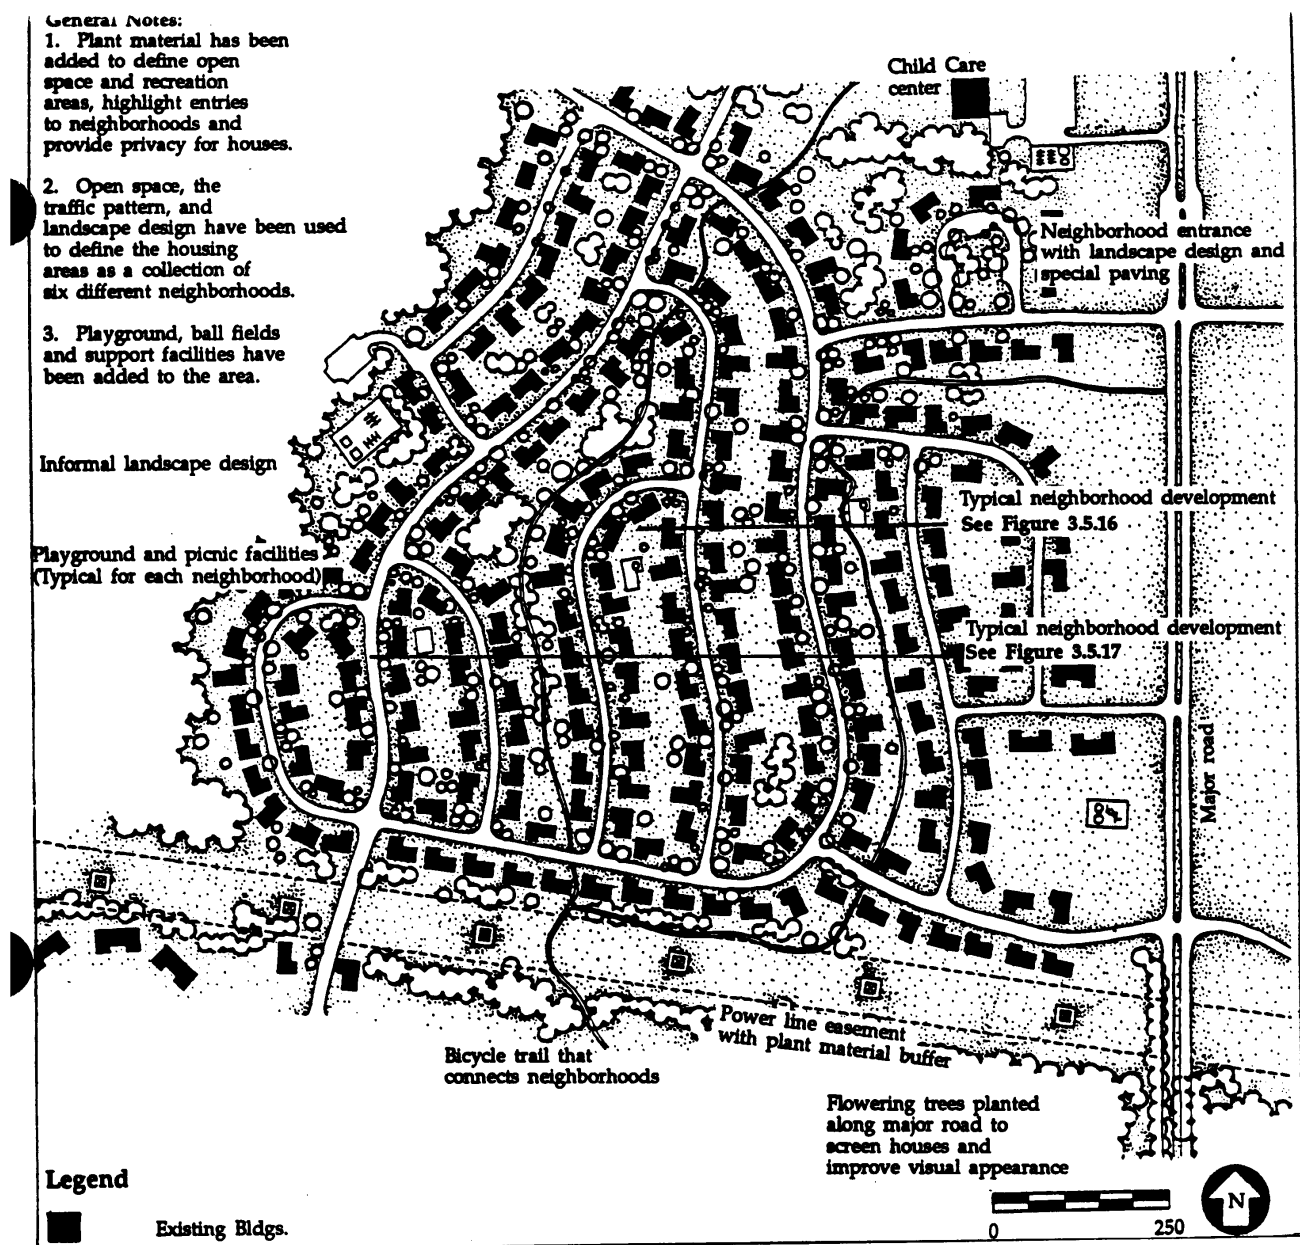 General Notes:
1. Plant material has been
added to define open
space and recreation
areas, highlight entries
to neighborhoods and
provide privacy for houses.
2. Open space, the
traffic pattern, and
landscape design have been used
to define the housing
areas as a collection of
six different neighborhoods.
3. Playground, ball fields
and support facilities have
been added to the area.
Child Care
center
Neighborhood entrance
with landscape design and
special paving
Informal landscape design
Typical neighborhood development
See Figure 3.5.16
Playground and picnic facilities
(Typical for each neighborhood)
Typical neighborhood development
See Figure 3.5.17
Major road
Power line easement
with plant material buffer
Bicycle trail that
connects neighborhoods
Flowering trees planted
along major road to
screen houses and
improve visual appearance
Legend
Existing Bldgs.
N
0 250